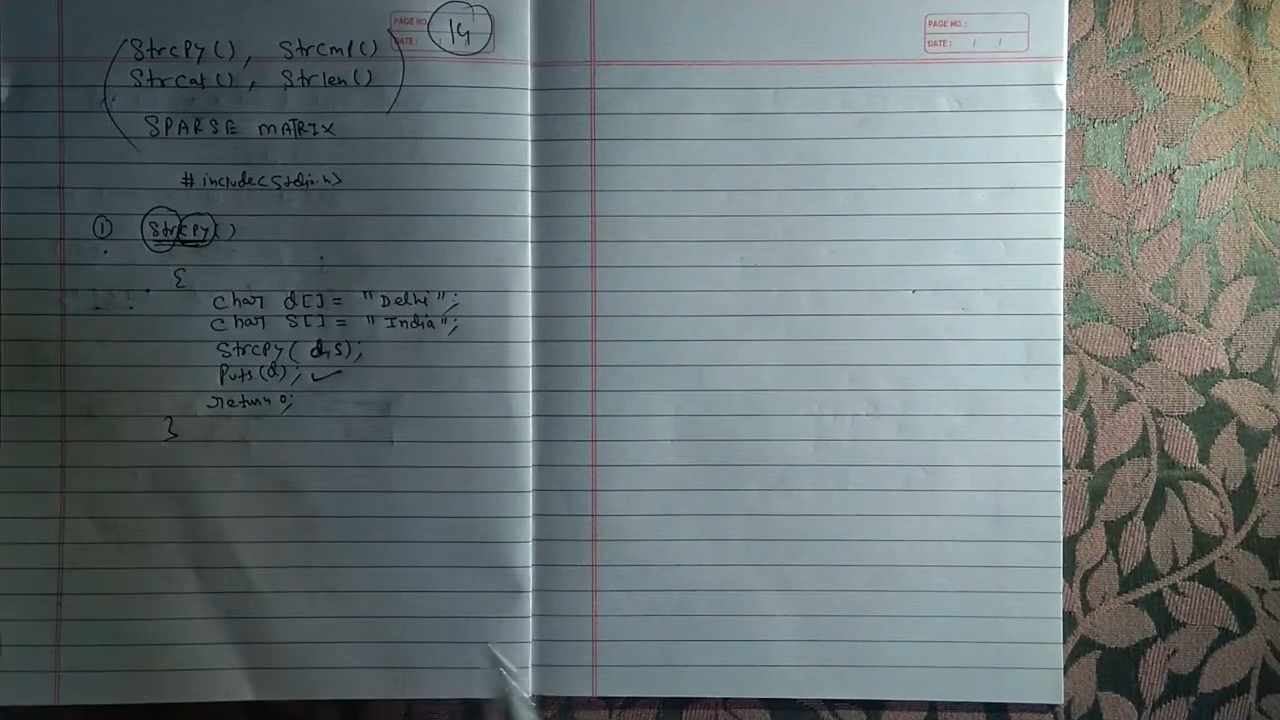 PAGE NO.
DATE: / /
14
Strcpy(), Strcmp()
Strcat(), Strlen()
SPARSE MATRIX
#include<stdio.h>
① Strcpy()
{
char d[] = "Delhi";
char S[] = "India";
Strcpy( d,s);
Puts(d); ✓
return 0;
}
PAGE NO.:
DATE: / /